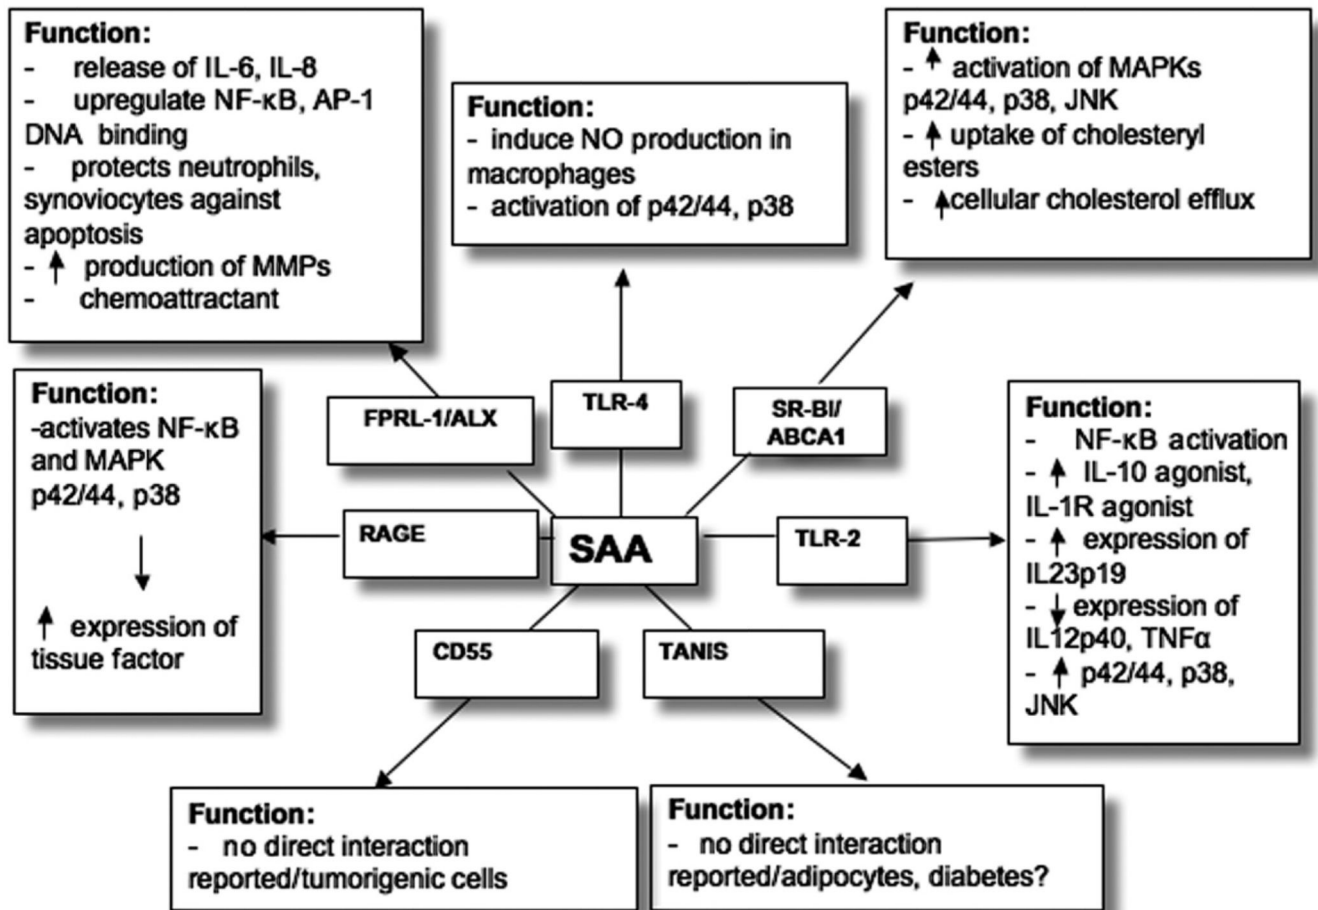 Function:
- release of IL-6, IL-8
- upregulate NF-κB, AP-1
DNA binding
- protects neutrophils,
synoviocytes against
apoptosis
- ↑ production of MMPs
- chemoattractant
Function:
- induce NO production in
macrophages
- activation of p42/44, p38
Function:
- ↑ activation of MAPKs
p42/44, p38, JNK
- ↑ uptake of cholesteryl
esters
- ↑cellular cholesterol efflux
FPRL-1/ALX
TLR-4
SR-BI/
ABCA1
Function:
-activates NF-κB
and MAPK
p42/44, p38
↓
↑ expression of
tissue factor
RAGE
SAA
TLR-2
Function:
- NF-κB activation
- ↑ IL-10 agonist,
IL-1R agonist
- ↑ expression of
IL23p19
- ↓ expression of
IL12p40, TNFα
- ↑ p42/44, p38,
JNK
CD55
TANIS
Function:
- no direct interaction
reported/tumorigenic cells
Function:
- no direct interaction
reported/adipocytes, diabetes?